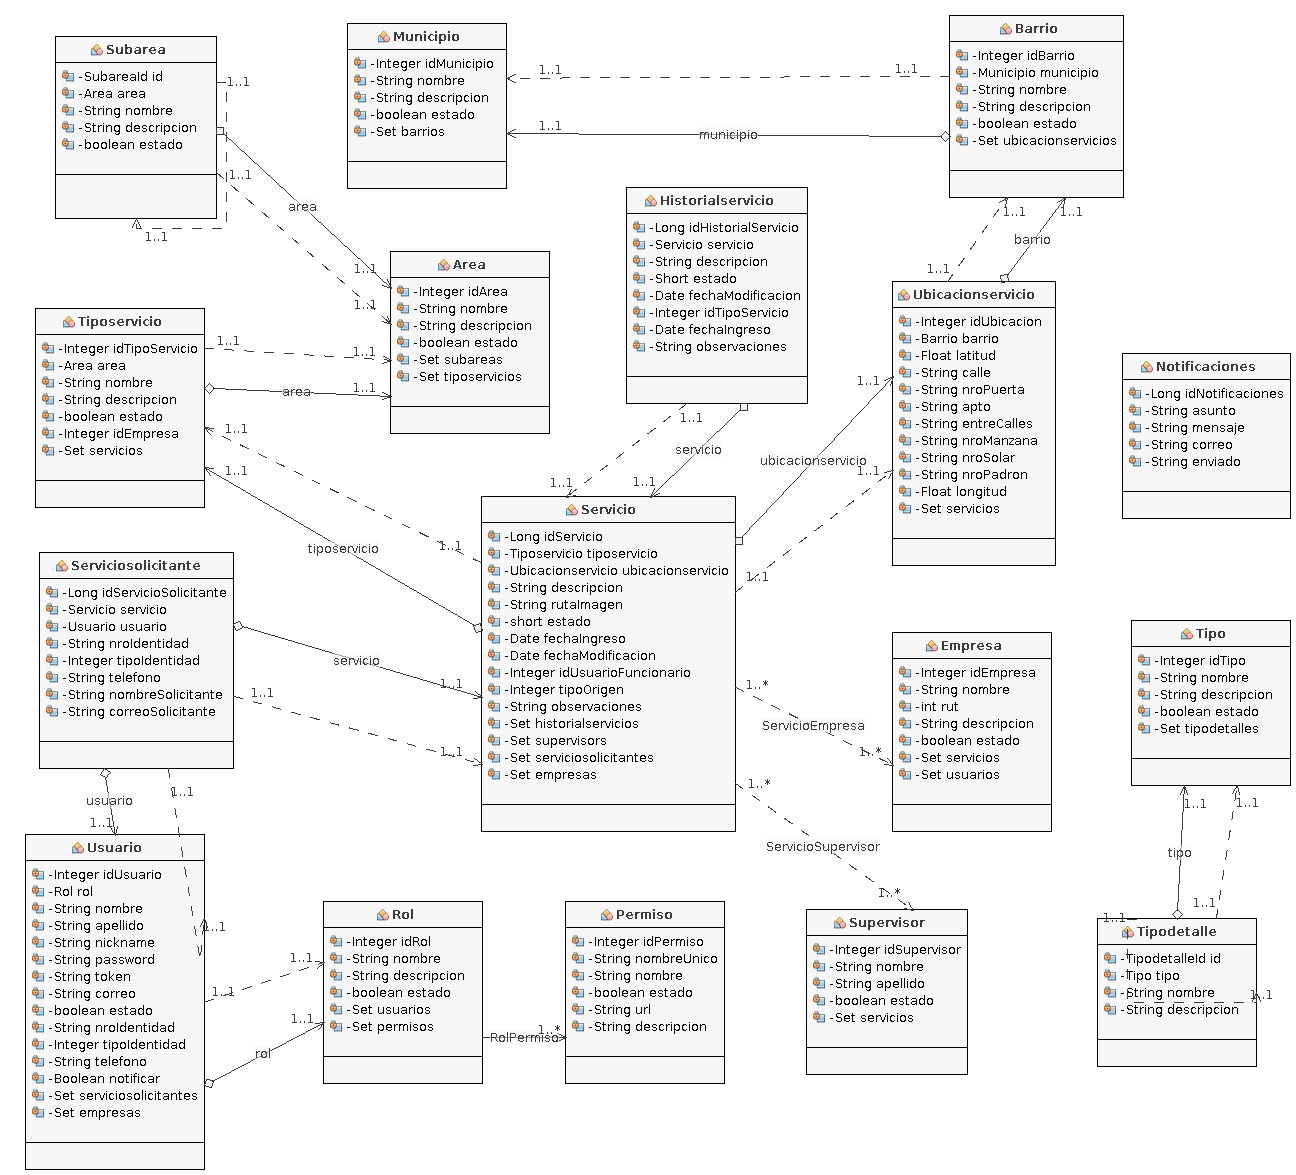 Subarea
-SubareaId id
-Area area
-String nombre
-String descripcion
-boolean estado
1..1
1..1
1..1
area
1..1
1..1
Municipio
-Integer idMunicipio
-String nombre
-String descripcion
-boolean estado
-Set barrios
1..1
1..1
1..1
municipio
Barrio
-Integer idBarrio
-Municipio municipio
-String nombre
-String descripcion
-boolean estado
-Set ubicacionservicios
1..1
1..1
barrio
1..1
Historialservicio
-Long idHistorialServicio
-Servicio servicio
-String descripcion
-Short estado
-Date fechaModificacion
-Integer idTipoServicio
-Date fechaIngreso
-String observaciones
1..1
servicio
1..1
1..1
Area
-Integer idArea
-String nombre
-String descripcion
-boolean estado
-Set subareas
-Set tiposervicios
Tiposervicio
-Integer idTipoServicio
-Area area
-String nombre
-String descripcion
-boolean estado
-Integer idEmpresa
-Set servicios
1..1
1..1
area
1..1
1..1
1..1
1..1
tiposervicio
Ubicacionservicio
-Integer idUbicacion
-Barrio barrio
-Float latitud
-String calle
-String nroPuerta
-String apto
-String entreCalles
-String nroManzana
-String nroSolar
-String nroPadron
-Float longitud
-Set servicios
1..1
ubicacionservicio
1..1
1..1
Notificaciones
-Long idNotificaciones
-String asunto
-String mensaje
-String correo
-String enviado
Servicio
-Long idServicio
-Tiposervicio tiposervicio
-Ubicacionservicio ubicacionservicio
-String descripcion
-String rutaImagen
-short estado
-Date fechaIngreso
-Date fechaModificacion
-Integer idUsuarioFuncionario
-Integer tipoOrigen
-String observaciones
-Set historialservicios
-Set supervisors
-Set serviciosolicitantes
-Set empresas
Serviciosolicitante
-Long idServicioSolicitante
-Servicio servicio
-Usuario usuario
-String nroIdentidad
-Integer tipoIdentidad
-String telefono
-String nombreSolicitante
-String correoSolicitante
servicio
1..1
1..1
1..1
usuario
1..1
1..1
1..1
1..*
ServicioEmpresa
1..*
1..*
ServicioSupervisor
1..*
Empresa
-Integer idEmpresa
-String nombre
-int rut
-String descripcion
-boolean estado
-Set servicios
-Set usuarios
Tipo
-Integer idTipo
-String nombre
-String descripcion
-boolean estado
-Set tipodetalles
1..1
1..1
tipo
1..1
1..1
Usuario
-Integer idUsuario
-Rol rol
-String nombre
-String apellido
-String nickname
-String password
-String token
-String correo
-boolean estado
-String nroIdentidad
-Integer tipoIdentidad
-String telefono
-Boolean notificar
-Set serviciosolicitantes
-Set empresas
1..1
1..1
1..1
rol
Rol
-Integer idRol
-String nombre
-String descripcion
-boolean estado
-Set usuarios
-Set permisos
RolPermiso
1..*
Permiso
-Integer idPermiso
-String nombreUnico
-String nombre
-boolean estado
-String url
-String descripcion
Supervisor
-Integer idSupervisor
-String nombre
-String apellido
-boolean estado
-Set servicios
Tipodetalle
-TipodetalleId id
-Tipo tipo
-String nombre
-String descripcion
1..1